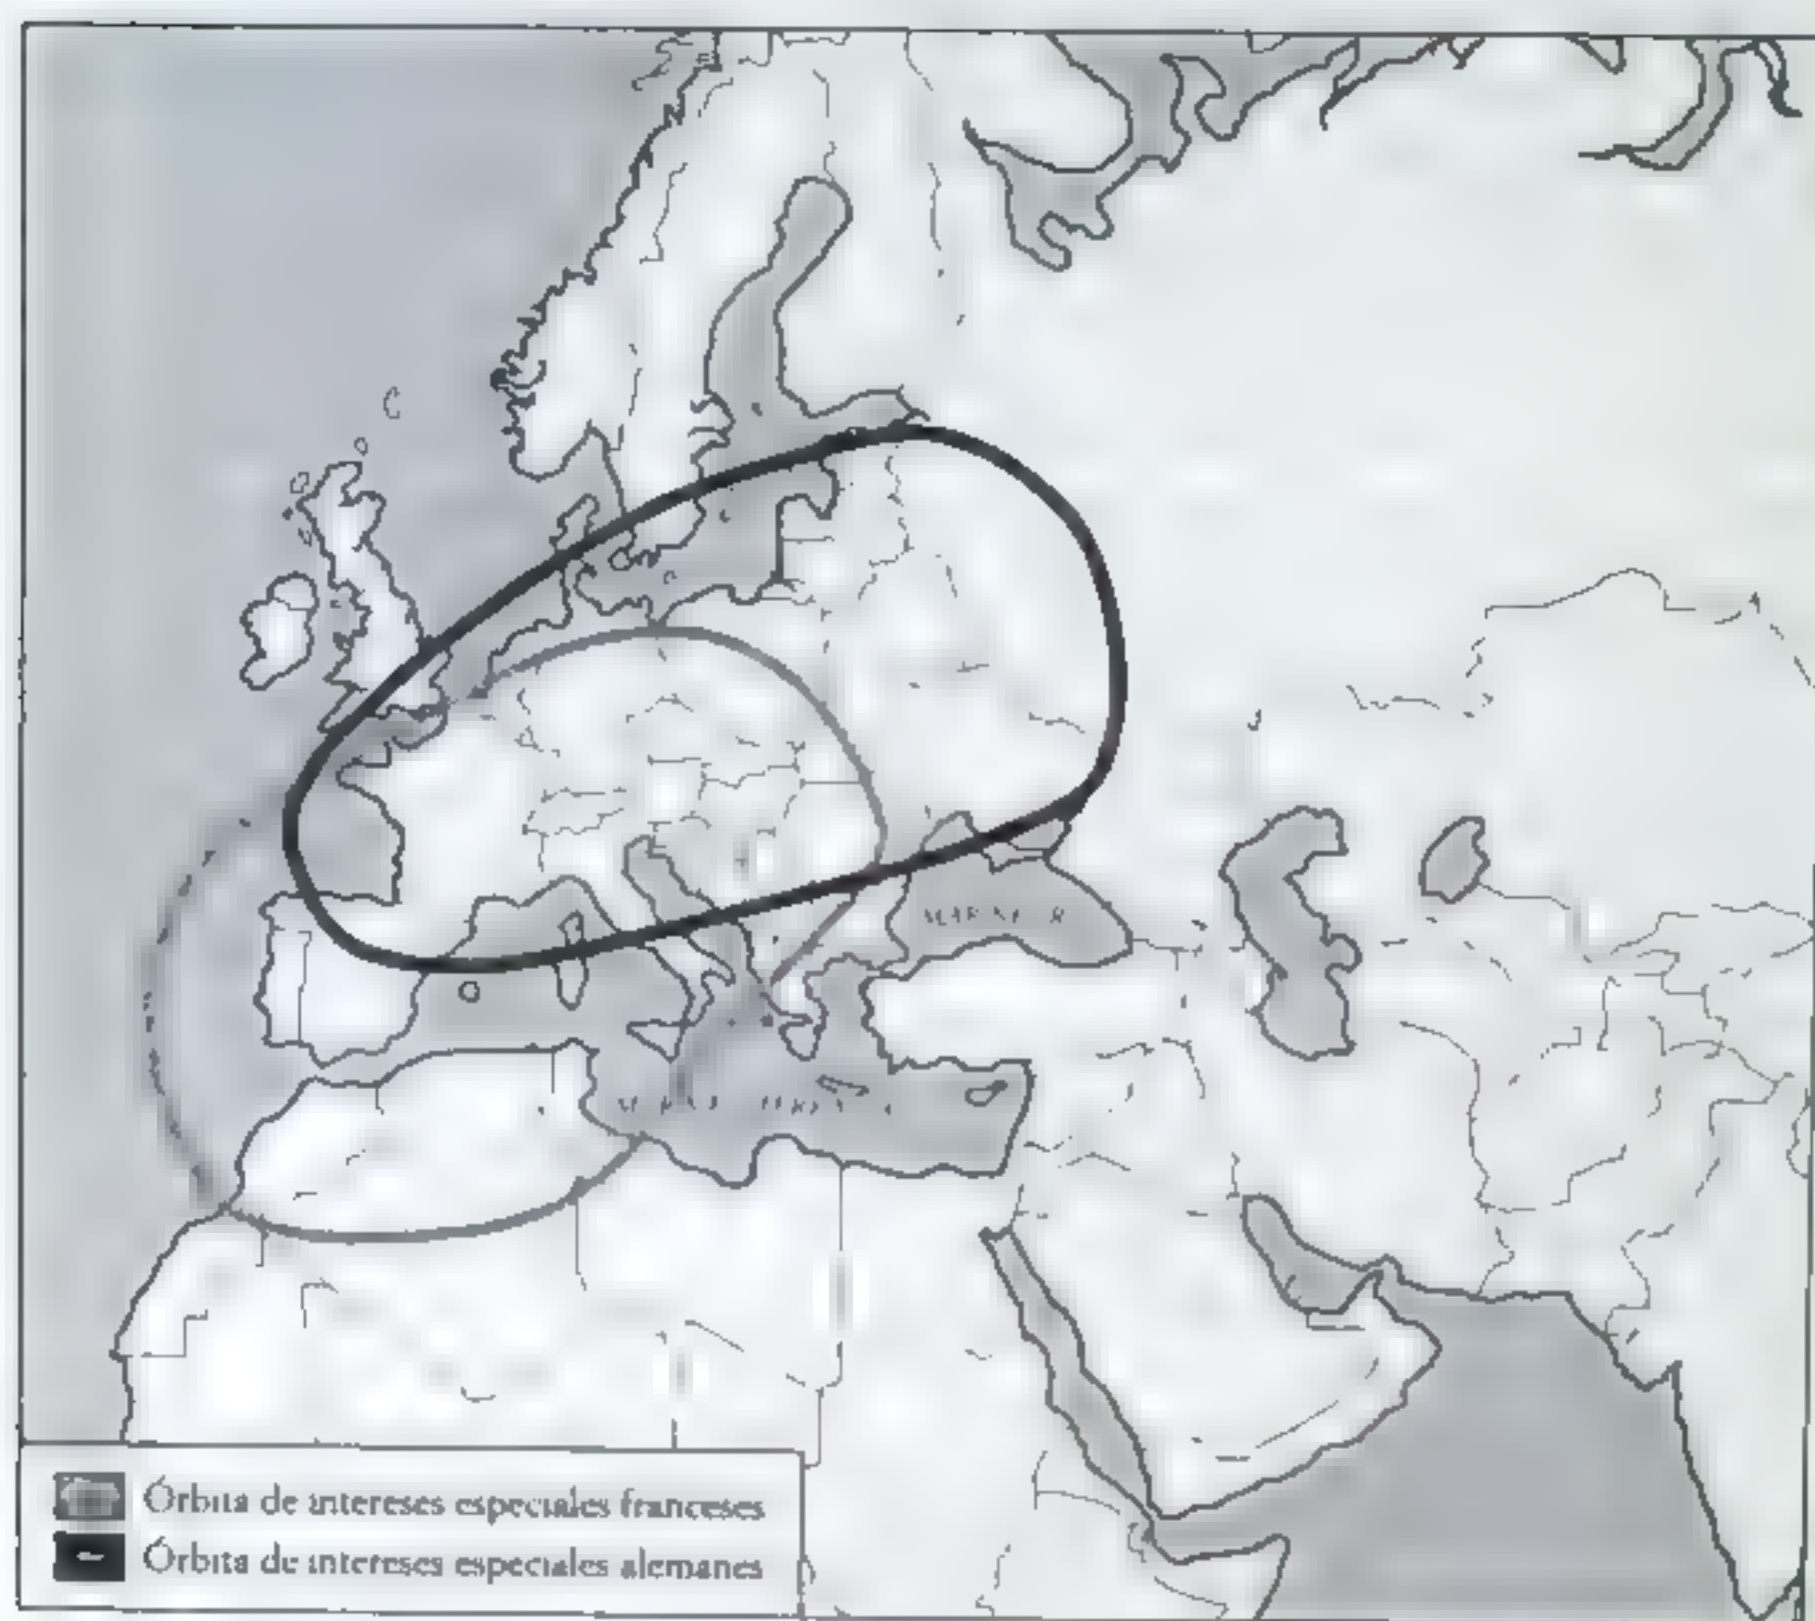 Órbita de intereses especiales franceses
Órbita de intereses especiales alemanes